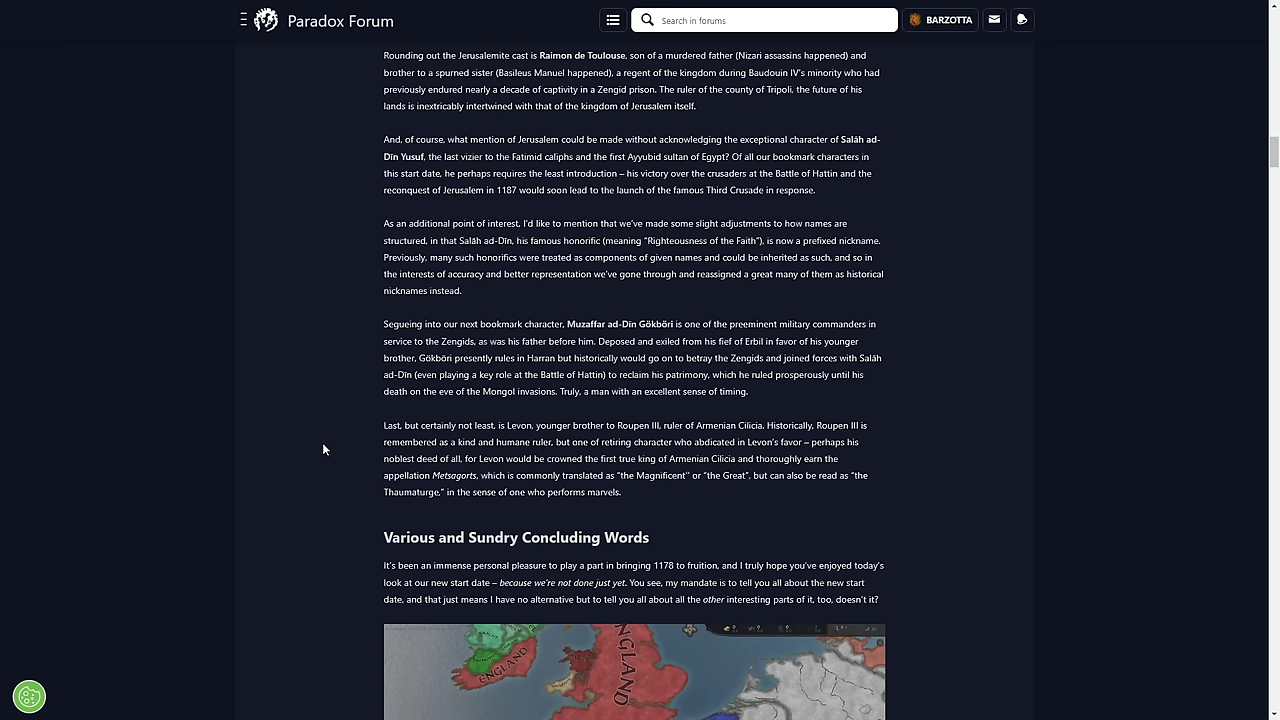 Paradox Forum
Search in forums
BARZOTTA
Rounding out the Jerusalemite cast is Raimon de Toulouse, son of a murdered father (Nizari assassins happened) and
brother to a spurned sister (Basileus Manuel happened), a regent of the kingdom during Baudouin IV's minority who had
previously endured nearly a decade of captivity in a Zengid prison. The ruler of the county of Tripoli, the future of his
lands is inextricably intertwined with that of the kingdom of Jerusalem itself.
And, of course, what mention of Jerusalem could be made without acknowledging the exceptional character of Salâh ad-
Dîn Yusuf, the last vizier to the Fatimid caliphs and the first Ayyubid sultan of Egypt? Of all our bookmark characters in
this start date, he perhaps requires the least introduction – his victory over the crusaders at the Battle of Hattin and the
reconquest of Jerusalem in 1187 would soon lead to the launch of the famous Third Crusade in response.
As an additional point of interest, I'd like to mention that we've made some slight adjustments to how names are
structured, in that Salâh ad-Dîn, his famous honorific (meaning "Righteousness of the Faith"), is now a prefixed nickname.
Previously, many such honorifics were treated as components of given names and could be inherited as such, and so in
the interests of accuracy and better representation we've gone through and reassigned a great many of them as historical
nicknames instead.
Segueing into our next bookmark character, Muzaffar ad-Dîn Gökböri is one of the preeminent military commanders in
service to the Zengids, as was his father before him. Deposed and exiled from his fief of Erbil in favor of his younger
brother, Gökböri presently rules in Harran but historically would go on to betray the Zengids and joined forces with Salâh
ad-Dîn (even playing a key role at the Battle of Hattin) to reclaim his patrimony, which he ruled prosperously until his
death on the eve of the Mongol invasions. Truly, a man with an excellent sense of timing.
Last, but certainly not least, is Levon, younger brother to Roupen III, ruler of Armenian Cilicia. Historically, Roupen III is
remembered as a kind and humane ruler, but one of retiring character who abdicated in Levon's favor – perhaps his
noblest deed of all, for Levon would be crowned the first true king of Armenian Cilicia and thoroughly earn the
appellation Metsagorts, which is commonly translated as "the Magnificent" or "the Great", but can also be read as "the
Thaumaturge," in the sense of one who performs marvels.
Various and Sundry Concluding Words
It's been an immense personal pleasure to play a part in bringing 1178 to fruition, and I truly hope you've enjoyed today's
look at our new start date – because we're not done just yet. You see, my mandate is to tell you all about the new start
date, and that just means I have no alternative but to tell you all about all the other interesting parts of it, too, doesn't it?
ENGLAND
NGLAND